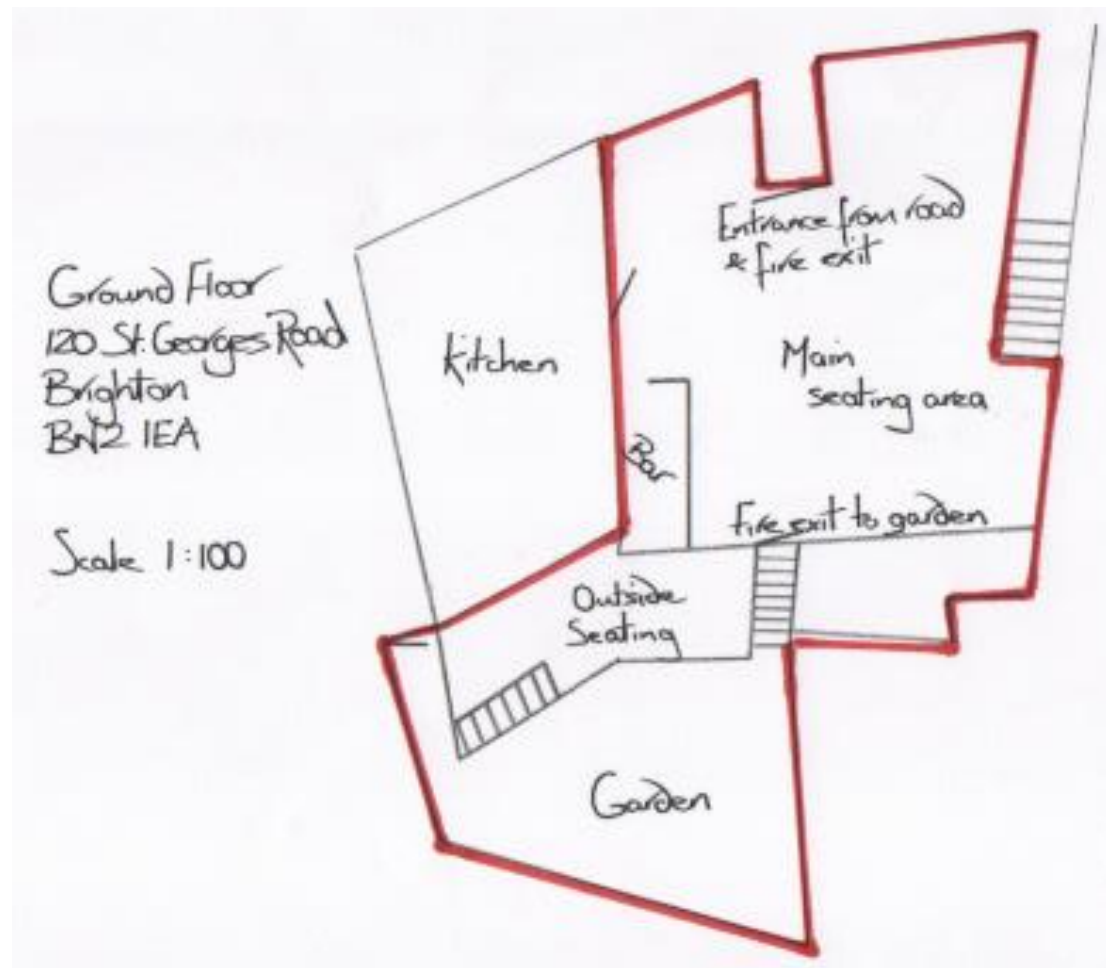 Ground Floor
120 St. Georges Road
Brighton
BN2 1EA
Scale 1:100
Kitchen
Entrance from road
& fire exit
Main
seating area
Bar
Fire exit to garden
Outside
Seating
Garden